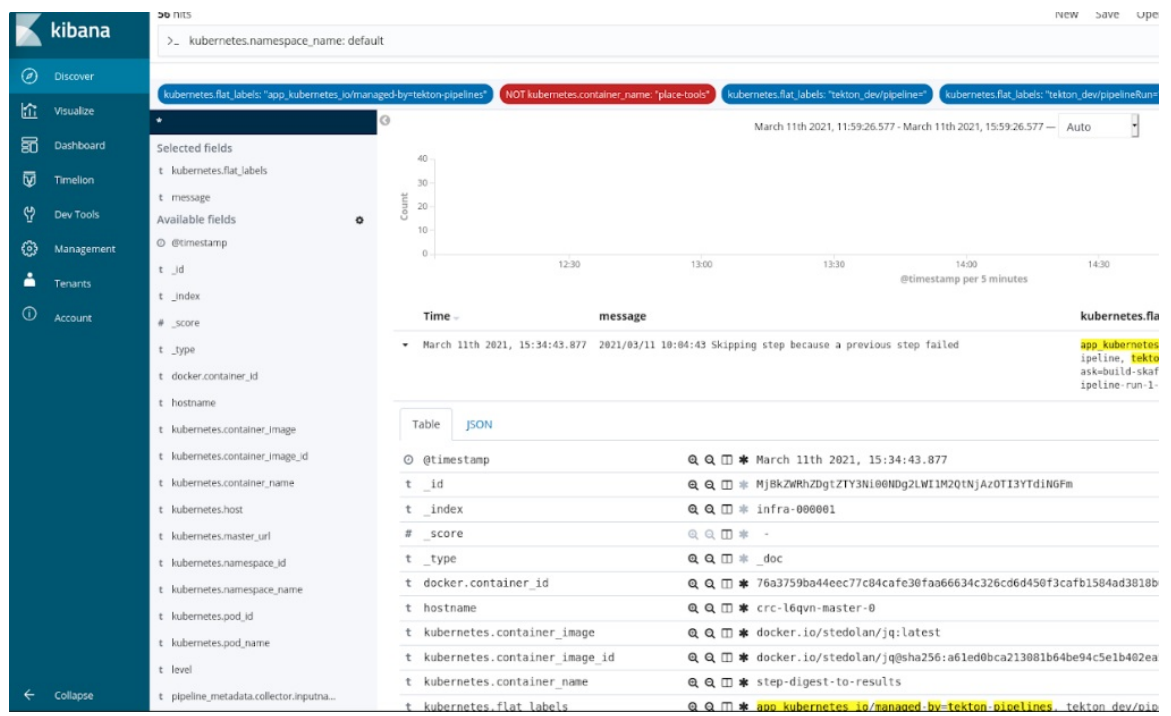 56 hits
New Save Ope
kibana
>_ kubernetes.namespace_name: default
Discover
kubernetes.flat_labels: "app_kubernetes_io/managed-by=tekton-pipelines" NOT kubernetes.container_name: "place-tools" kubernetes.flat_labels: "tekton_dev/pipeline=" kubernetes.flat_labels: "tekton_dev/pipelineRun=
Visualize
Dashboard
Timelion
Dev Tools
Management
Tenants
Account
Collapse
*
Selected fields
t kubernetes.flat_labels
t message
Available fields
@timestamp
t _id
t _index
# _score
t _type
t docker.container_id
t hostname
t kubernetes.container_image
t kubernetes.container_image_id
t kubernetes.container_name
t kubernetes.host
t kubernetes.master_url
t kubernetes.namespace_id
t kubernetes.namespace_name
t kubernetes.pod_id
t kubernetes.pod_name
t level
t pipeline_metadata.collector.inputna...
March 11th 2021, 11:59:26.577 - March 11th 2021, 15:59:26.577 — Auto
Count
40
30
20
10
0
12:30 13:00 13:30 14:00 14:30
@timestamp per 5 minutes
Time message kubernetes.fla
March 11th 2021, 15:34:43.877 2021/03/11 10:04:43 Skipping step because a previous step failed app_kubernetes
ipeline, tekto
ask=build-skaf
ipeline-run-1-
Table JSON
@timestamp March 11th 2021, 15:34:43.877
t _id MjBkZWRhZDgtZTY3Ni00NDg2LWI1M2QtNjAzOTI3YTdiNGFm
t _index infra-000001
# _score -
t _type _doc
t docker.container_id 76a3759ba44eec77c84cafe30faa66634c326cd6d450f3cafb1584ad3818b
t hostname crc-l6qvn-master-0
t kubernetes.container_image docker.io/stedolan/jq:latest
t kubernetes.container_image_id docker.io/stedolan/jq@sha256:a61ed0bca213081b64be94c5e1b402ea
t kubernetes.container_name step-digest-to-results
t kubernetes.flat_labels app_kubernetes_io/managed-by=tekton-pipelines, tekton_dev/pip